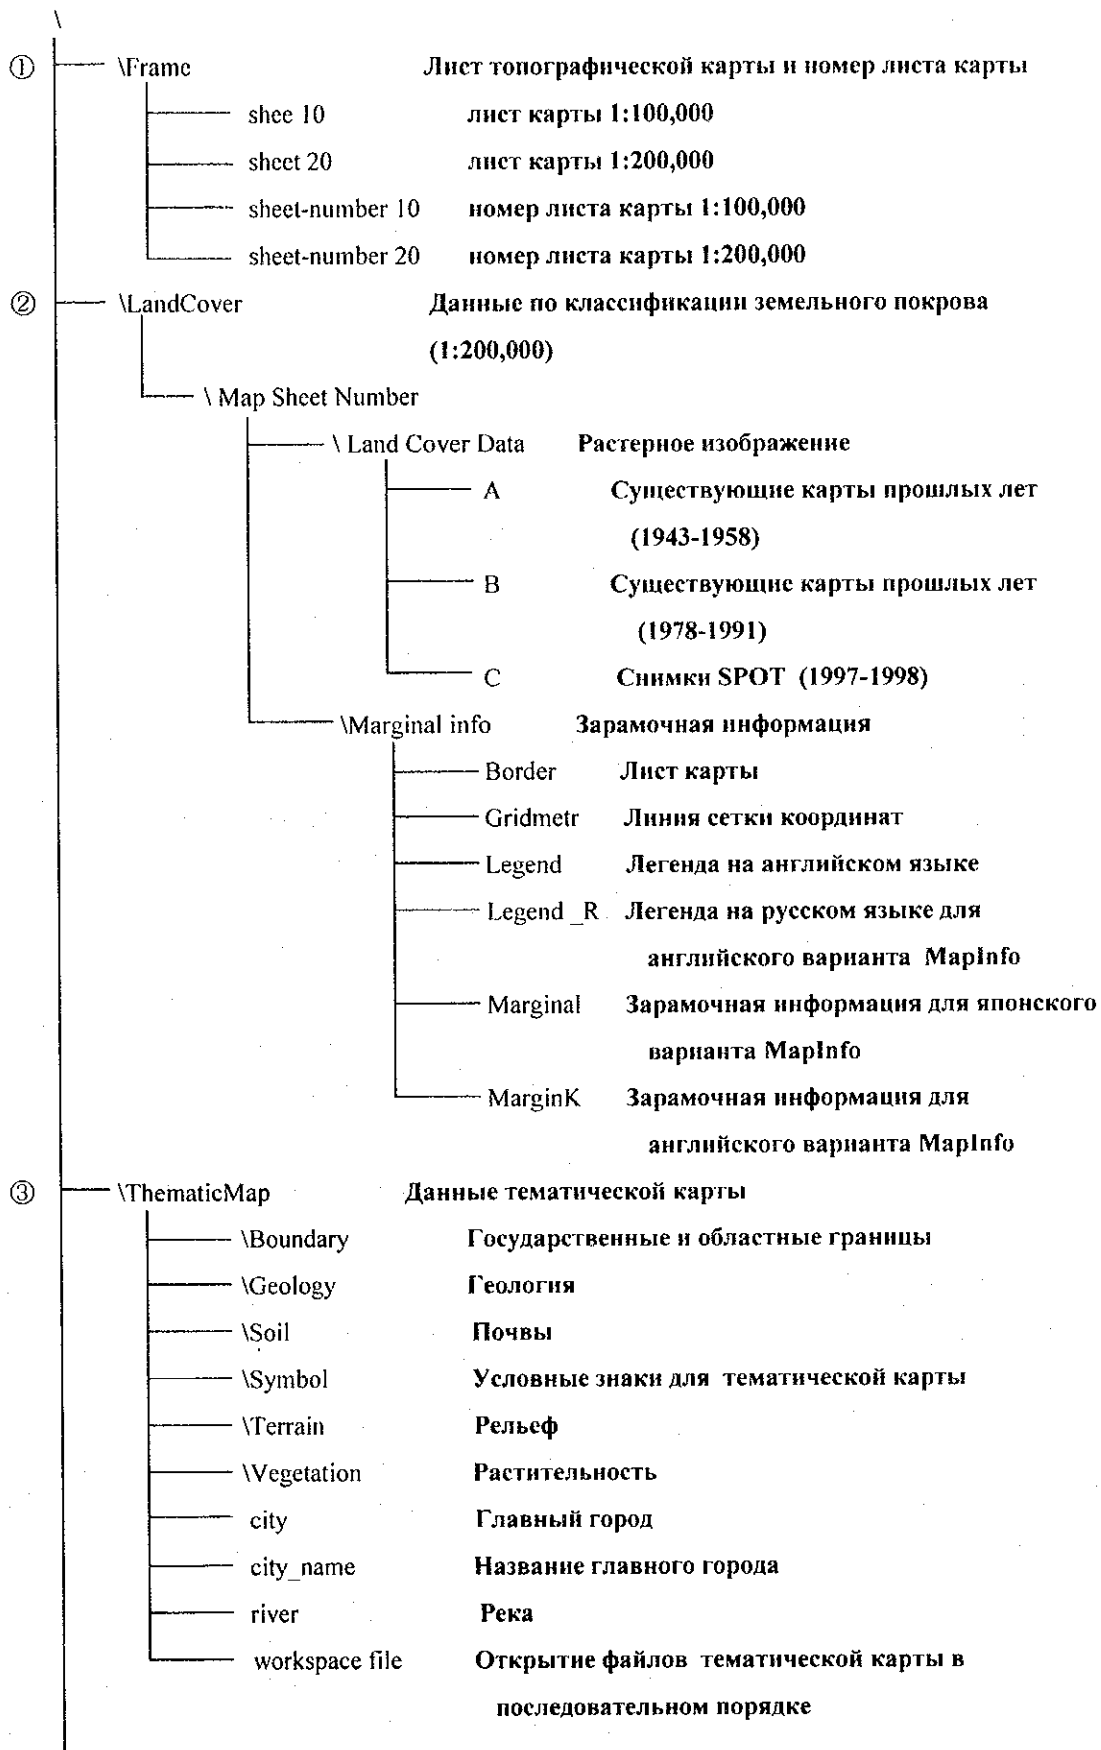 \
① \Frame Лист топографической карты и номер листа карты
shee 10 лист карты 1:100,000
sheet 20 лист карты 1:200,000
sheet-number 10 номер листа карты 1:100,000
sheet-number 20 номер листа карты 1:200,000
② \LandCover Данные по классификации земельного покрова
(1:200,000)
\ Map Sheet Number
\ Land Cover Data Растерное изображение
A Существующие карты прошлых лет
(1943-1958)
B Существующие карты прошлых лет
(1978-1991)
C Снимки SPOT (1997-1998)
\Marginal info Зарамочная информация
Border Лист карты
Gridmetr Линия сетки координат
Legend Легенда на английском языке
Legend _R Легенда на русском языке для
английского варианта MapInfo
Marginal Зарамочная информация для японского
варианта MapInfo
MarginK Зарамочная информация для
английского варианта MapInfo
③ \ThematicMap Данные тематической карты
\Boundary Государственные и областные границы
\Geology Геология
\Soil Почвы
\Symbol Условные знаки для тематической карты
\Terrain Рельеф
\Vegetation Растительность
city Главный город
city_name Название главного города
river Река
workspace file Открытие файлов тематической карты в
последовательном порядке